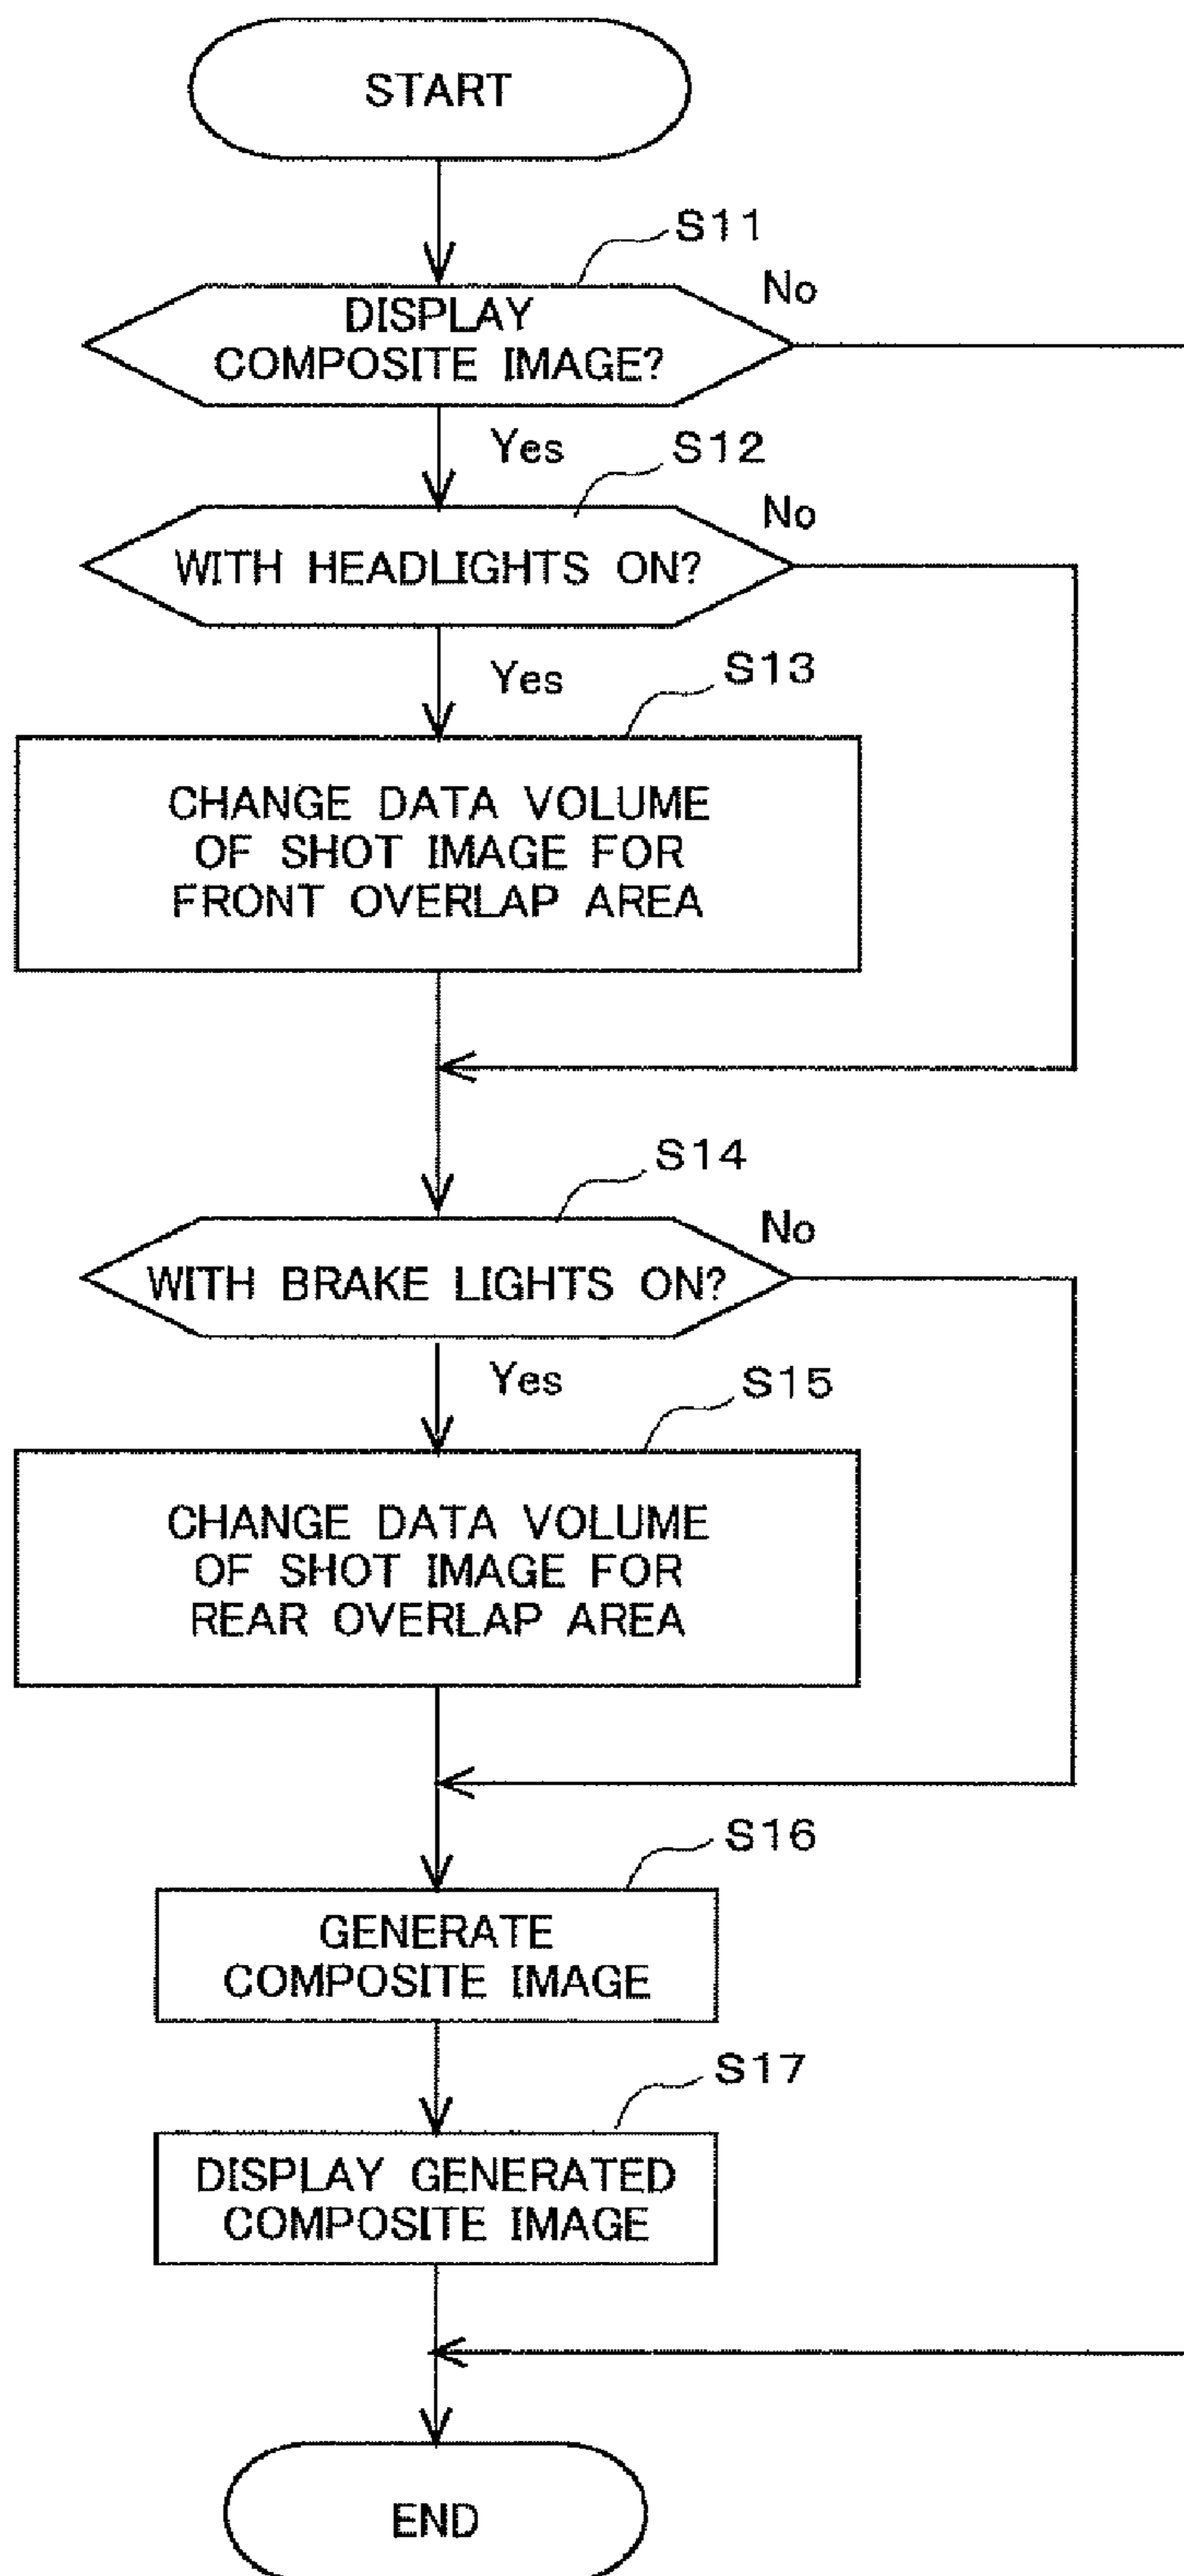 START
S11
No
DISPLAY
COMPOSITE IMAGE?
Yes
S12
No
WITH HEADLIGHTS ON?
Yes
S13
CHANGE DATA VOLUME
OF SHOT IMAGE FOR
FRONT OVERLAP AREA
S14
No
WITH BRAKE LIGHTS ON?
Yes
S15
CHANGE DATA VOLUME
OF SHOT IMAGE FOR
REAR OVERLAP AREA
S16
GENERATE
COMPOSITE IMAGE
S17
DISPLAY GENERATED
COMPOSITE IMAGE
END